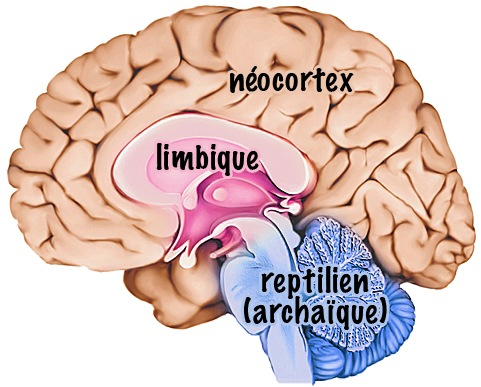 néocortex
limbique
reptilien
(archaïque)